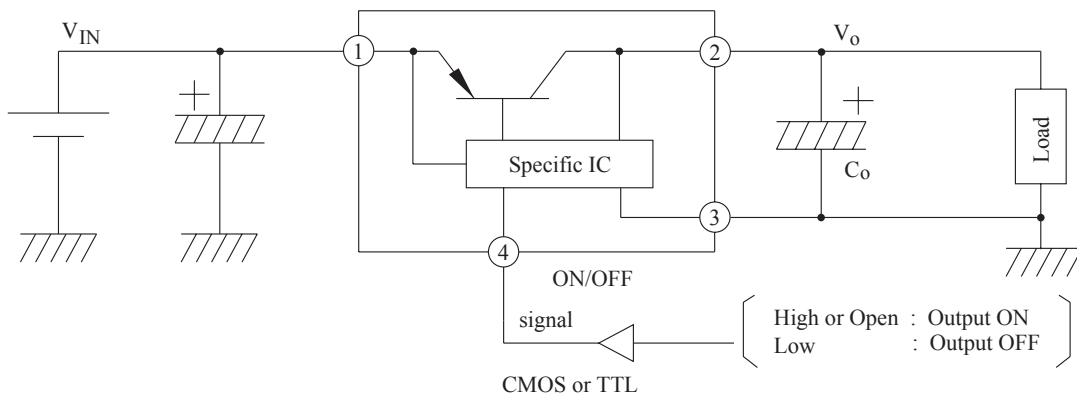 V_IN
V_o
1
2
+
+
Specific IC
Load
C_o
3
4
ON/OFF
signal
High or Open : Output ON
Low : Output OFF
CMOS or TTL